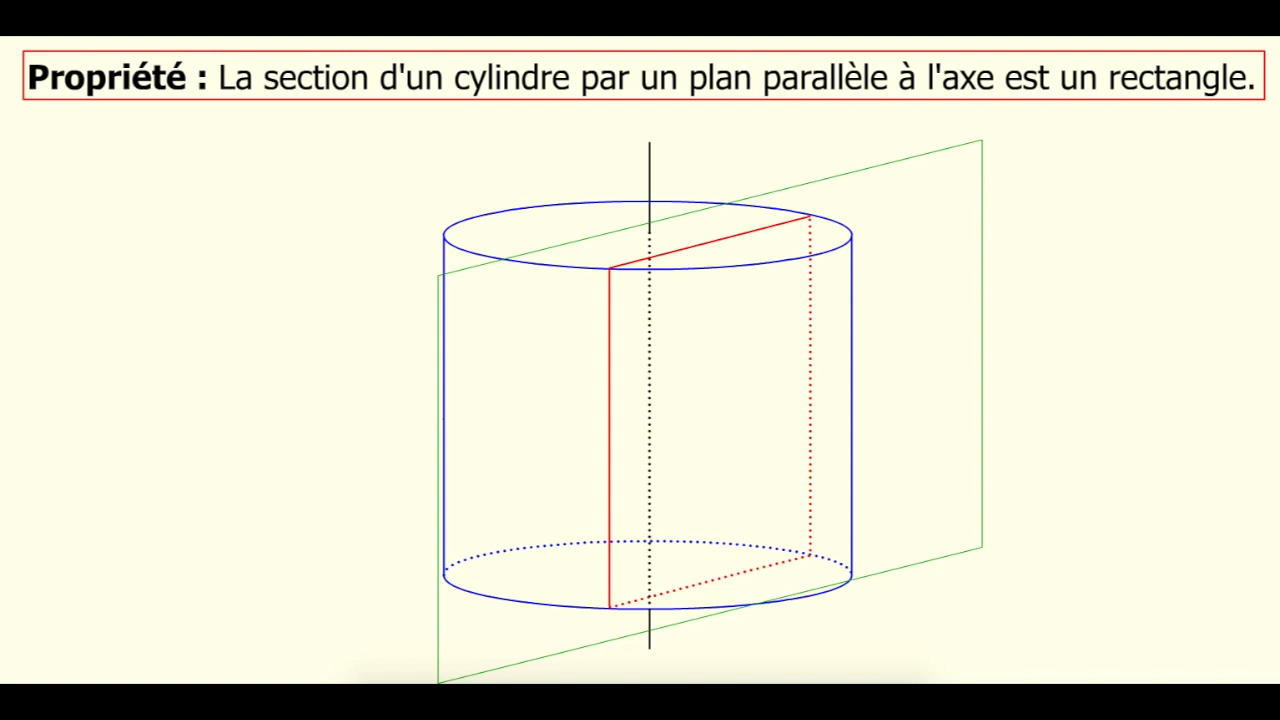 Propriété : La section d'un cylindre par un plan parallèle à l'axe est un rectangle.